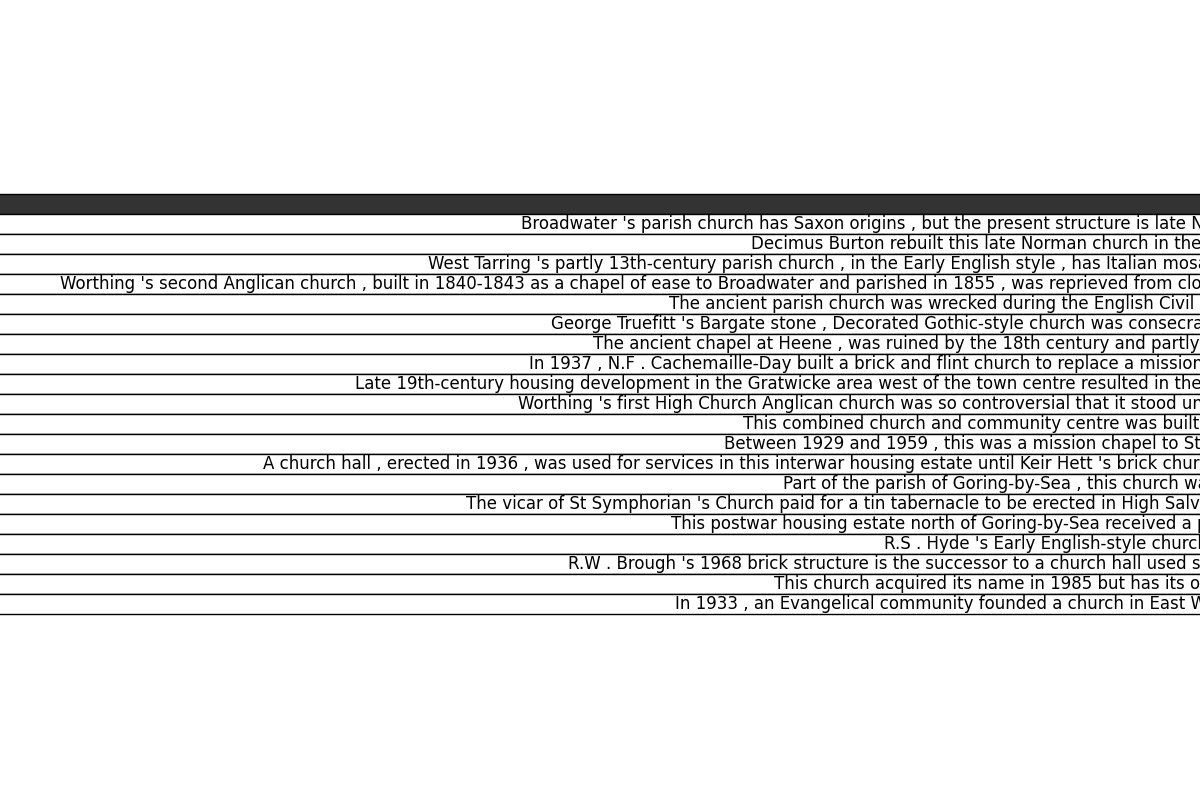 Broadwater 's parish church has Saxon origins , but the present structure is late
Decimus Burton rebuilt this late Norman church in the
West Tarring 's partly 13th-century parish church , in the Early English style , has Italian
Worthing 's second Anglican church , built in 1840-1843 as a chapel of ease to Broadwater and parished in 1855 , was reprieved from
The ancient parish church was wrecked during the English Civil
George Truefitt 's Bargate stone , Decorated Gothic-style church was
The ancient chapel at Heene , was ruined by the 18th century and partly
In 1937 , N.F . Cachemaille-Day built a brick and flint church to replace a mission
Late 19th-century housing development in the Gratwicke area west of the town centre resulted in the
Worthing 's first High Church Anglican church was so controversial that it stood
This combined church and community centre was built
Between 1929 and 1959 , this was a mission chapel to St
A church hall , erected in 1936 , was used for services in this interwar housing estate until Keir Hett 's brick
Part of the parish of Goring-by-Sea , this church
The vicar of St Symphorian 's Church paid for a tin tabernacle to be erected in High
This postwar housing estate north of Goring-by-Sea received a
R.S . Hyde 's Early English-style
R.W . Brough 's 1968 brick structure is the successor to a church hall used
This church acquired its name in 1985 but has its
In 1933 , an Evangelical community founded a church in East